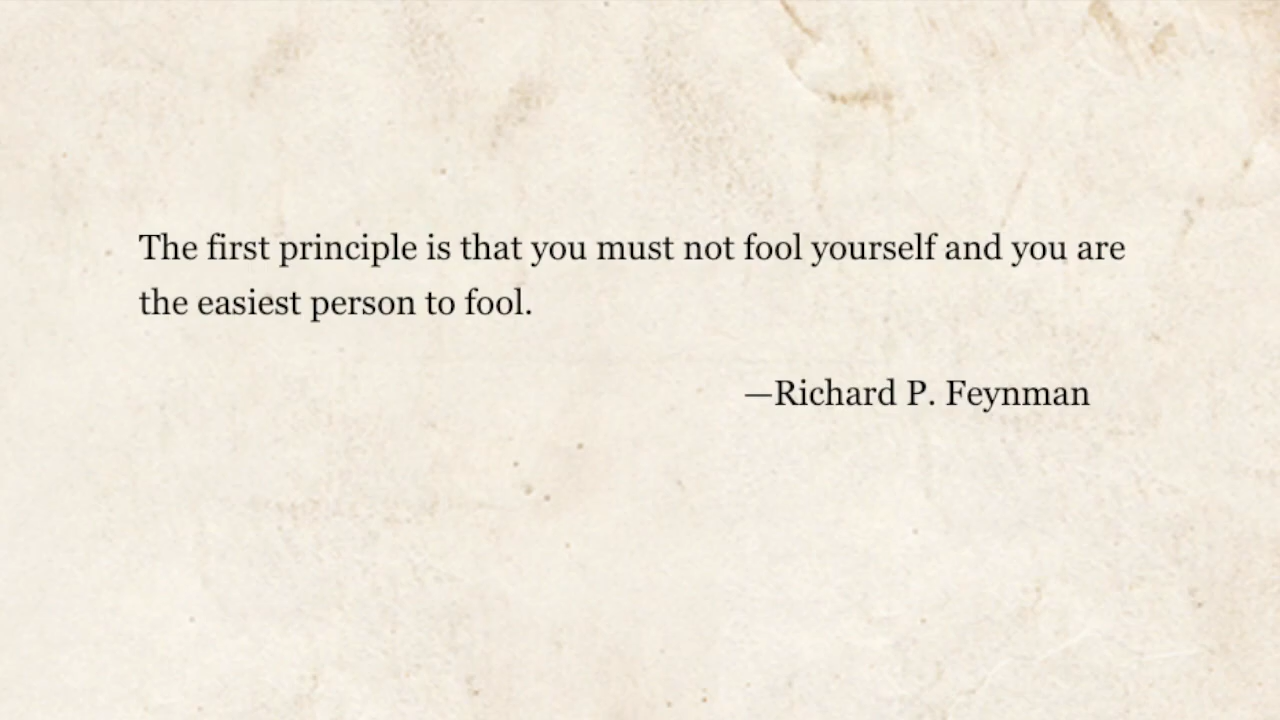 The first principle is that you must not fool yourself and you are
the easiest person to fool.
—Richard P. Feynman